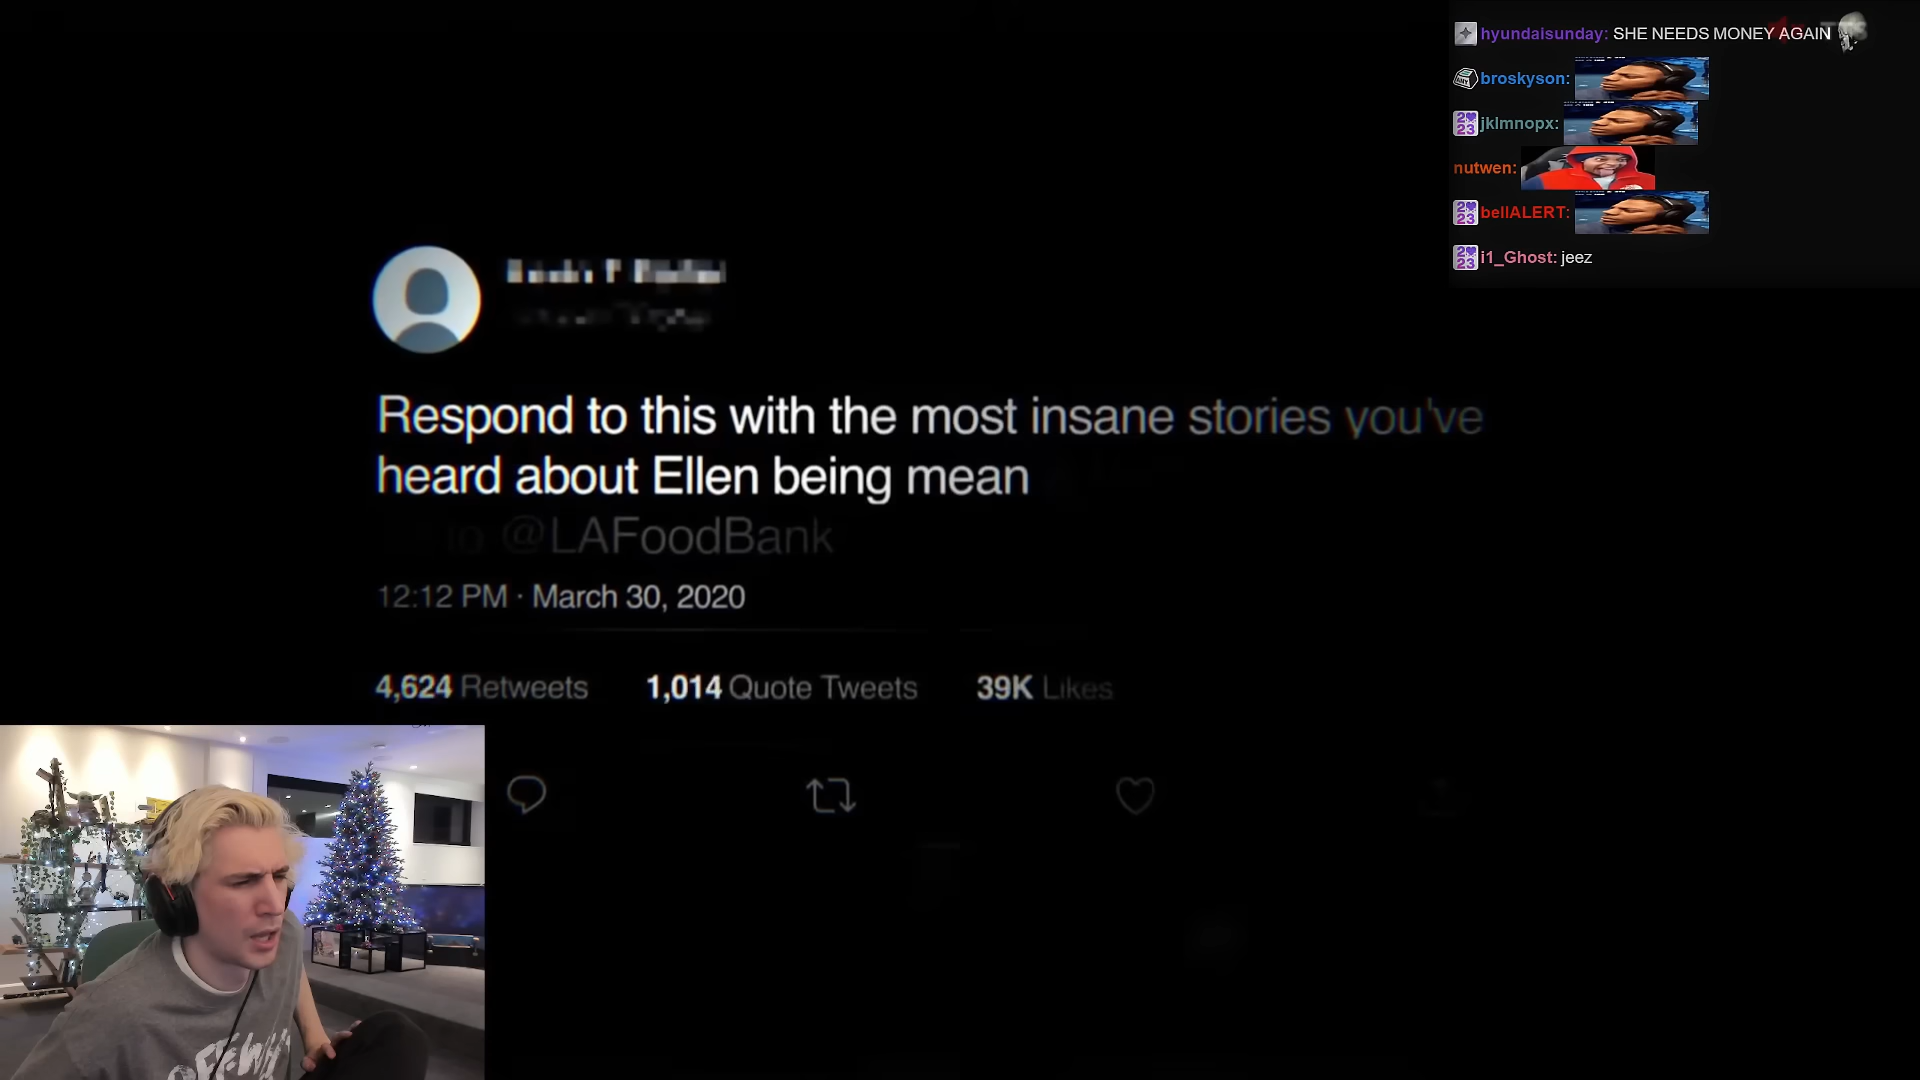 hyundaisunday: SHE NEEDS MONEY AGAIN
broskyson:
jklmnopx:
nutwen:
bellALERT:
i1_Ghost: jeez
Respond to this with the most insane stories you've
heard about Ellen being mean
@LAFoodBank
12:12 PM · March 30, 2020
4,624 Retweets 1,014 Quote Tweets 39K Likes